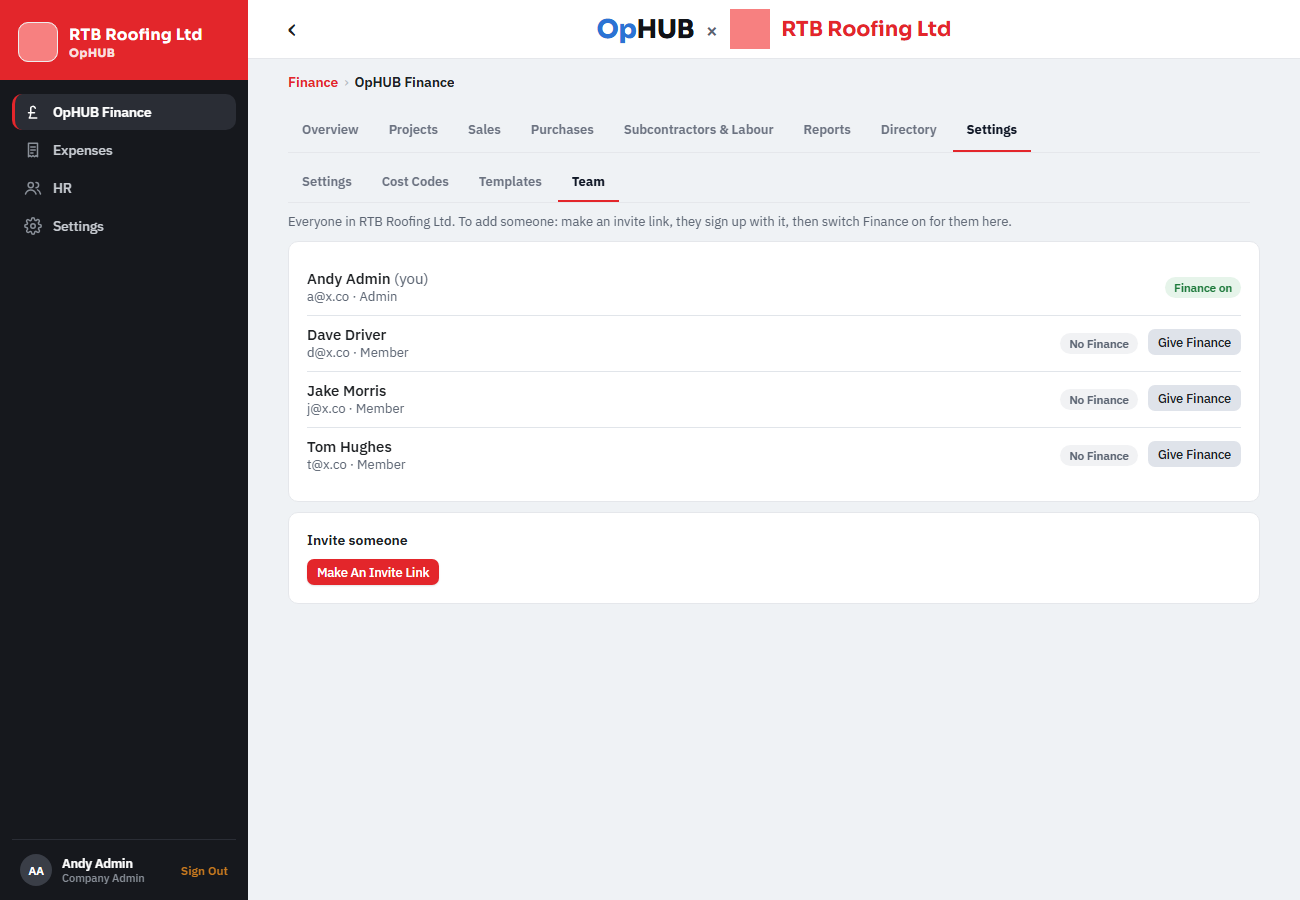 RTB Roofing Ltd
OpHUB
OpHUB Finance
Expenses
HR
Settings
AA
Andy Admin
Company Admin
Sign Out
OpHUB × RTB Roofing Ltd
Finance › OpHUB Finance
Overview Projects Sales Purchases Subcontractors & Labour Reports Directory Settings
Settings Cost Codes Templates Team
Everyone in RTB Roofing Ltd. To add someone: make an invite link, they sign up with it, then switch Finance on for them here.
Andy Admin (you)
a@x.co · Admin
Finance on
Dave Driver
d@x.co · Member
No Finance Give Finance
Jake Morris
j@x.co · Member
No Finance Give Finance
Tom Hughes
t@x.co · Member
No Finance Give Finance
Invite someone
Make An Invite Link